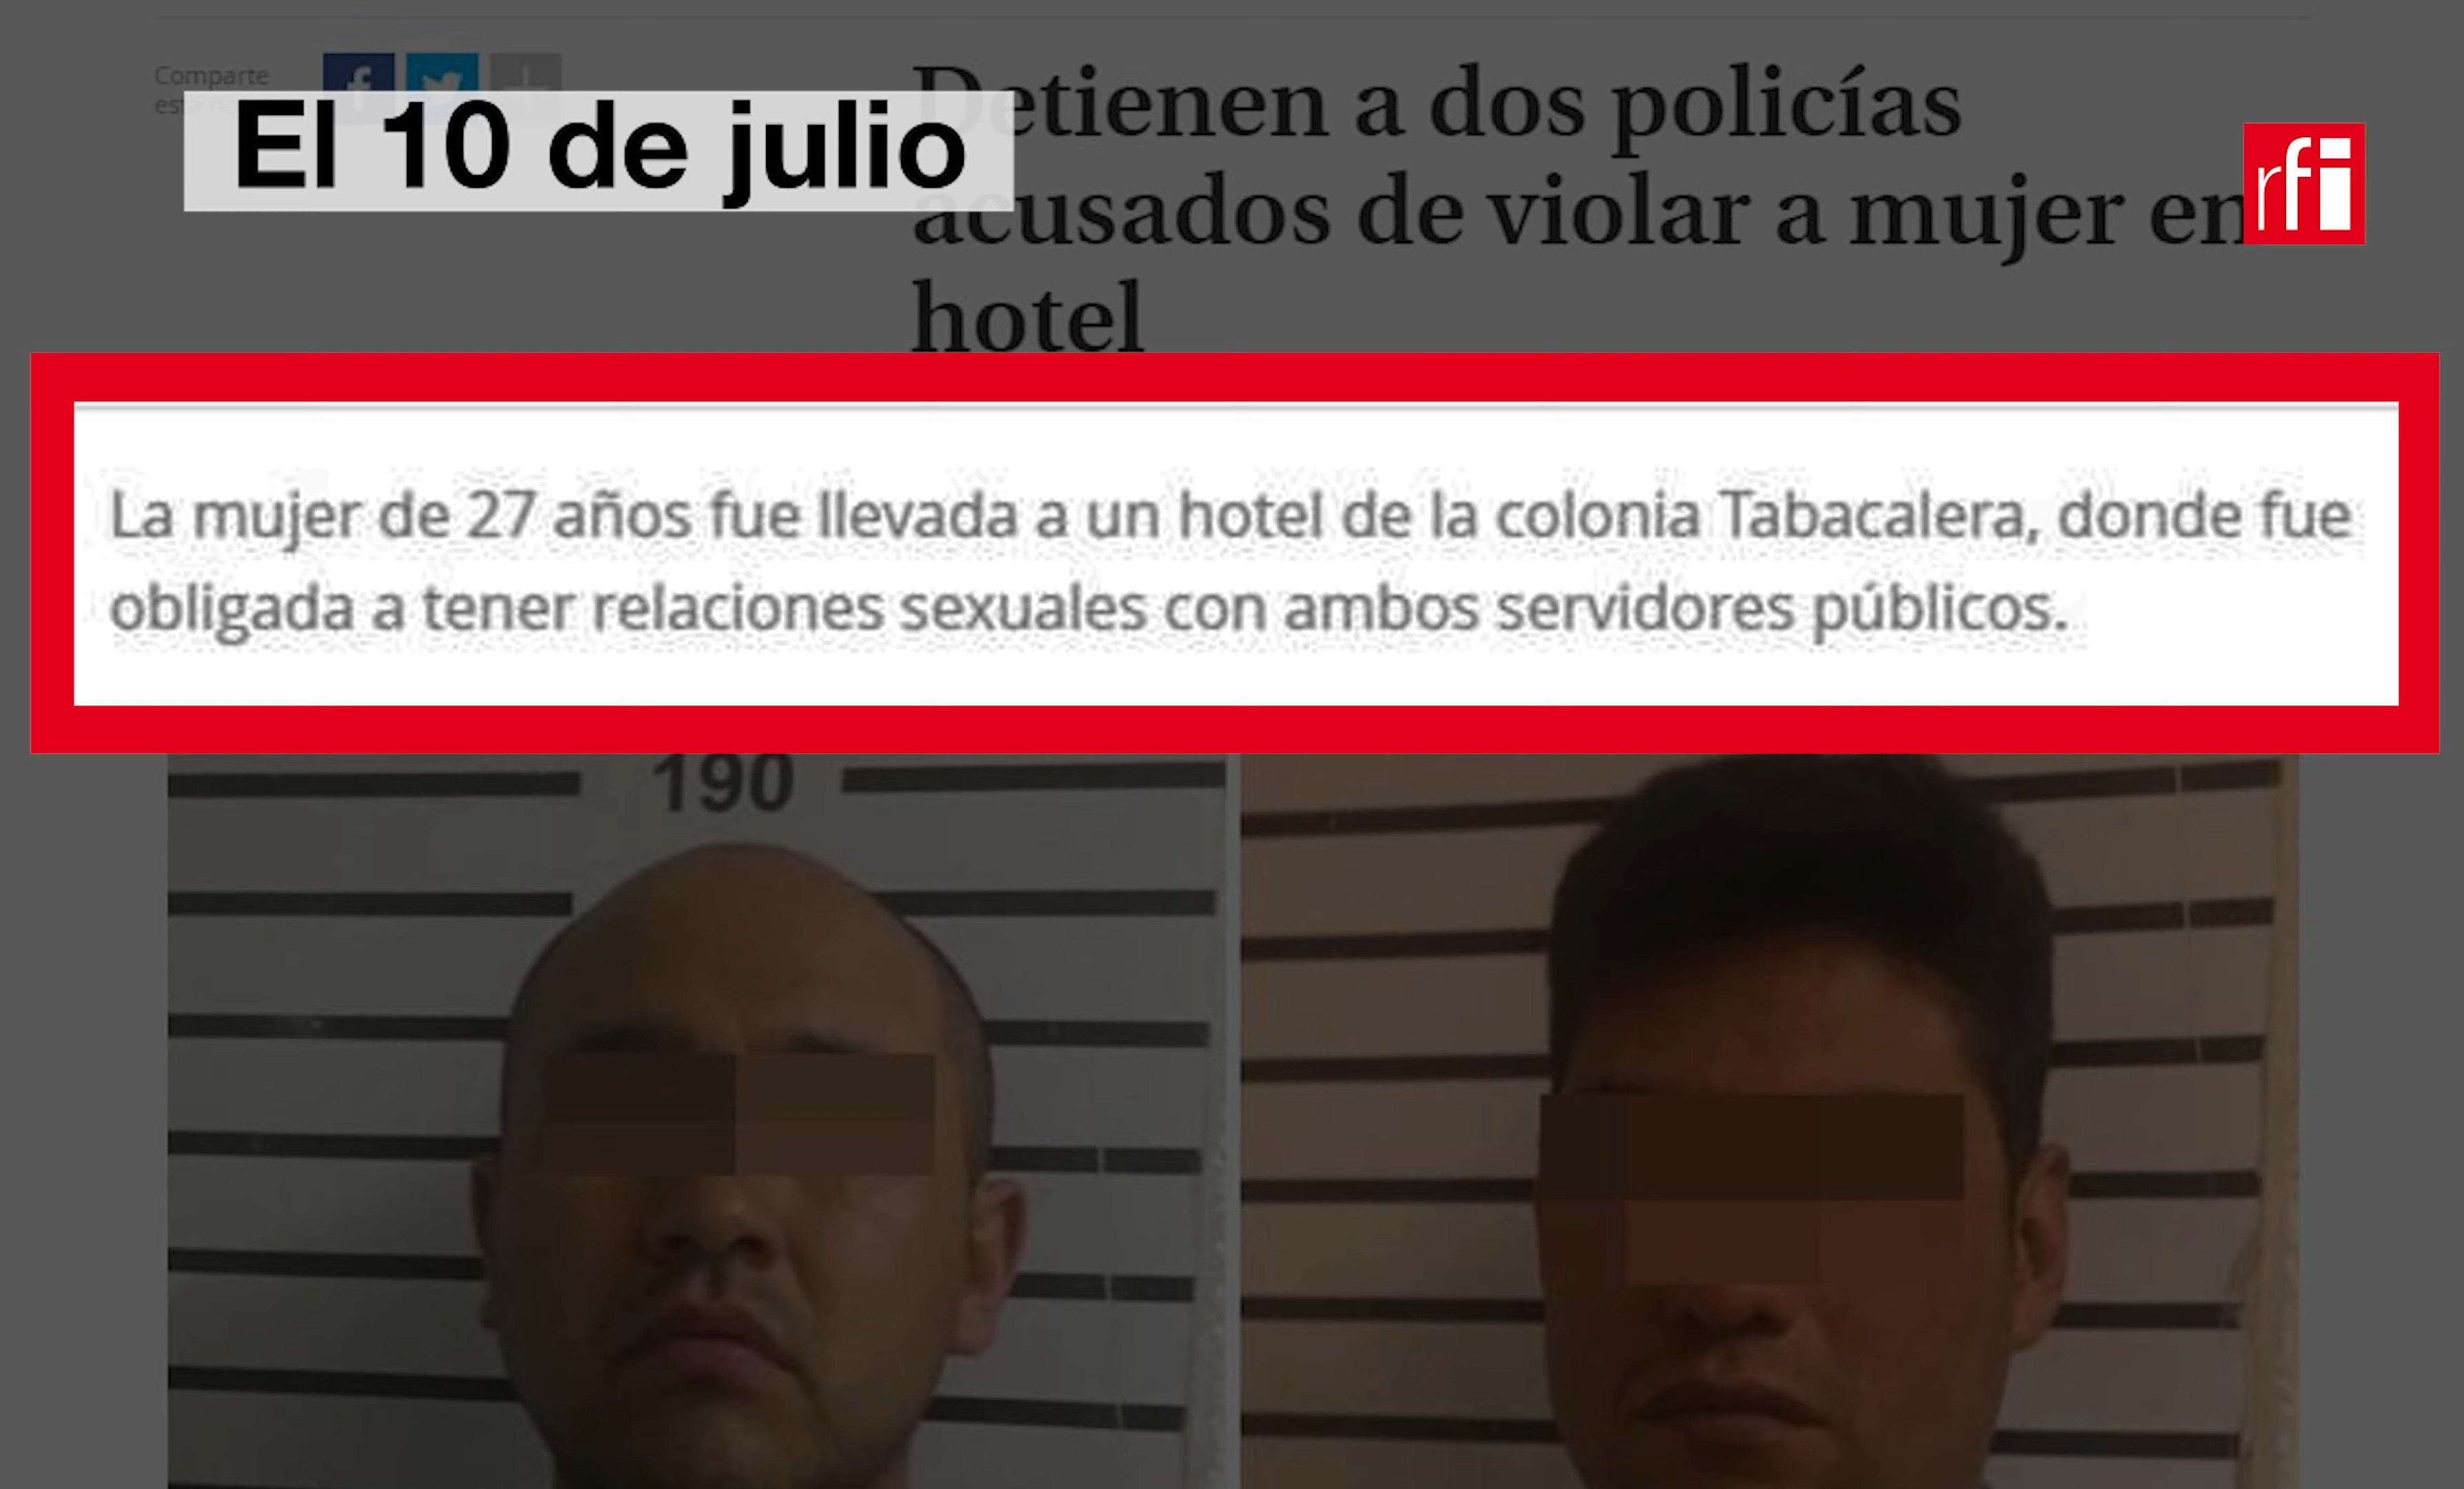 Comparte
El 10 de julio
Detienen a dos policías
acusados de violar a mujer en
hotel
rfi
La mujer de 27 años fue llevada a un hotel de la colonia Tabacalera, donde fue
obligada a tener relaciones sexuales con ambos servidores públicos.
190